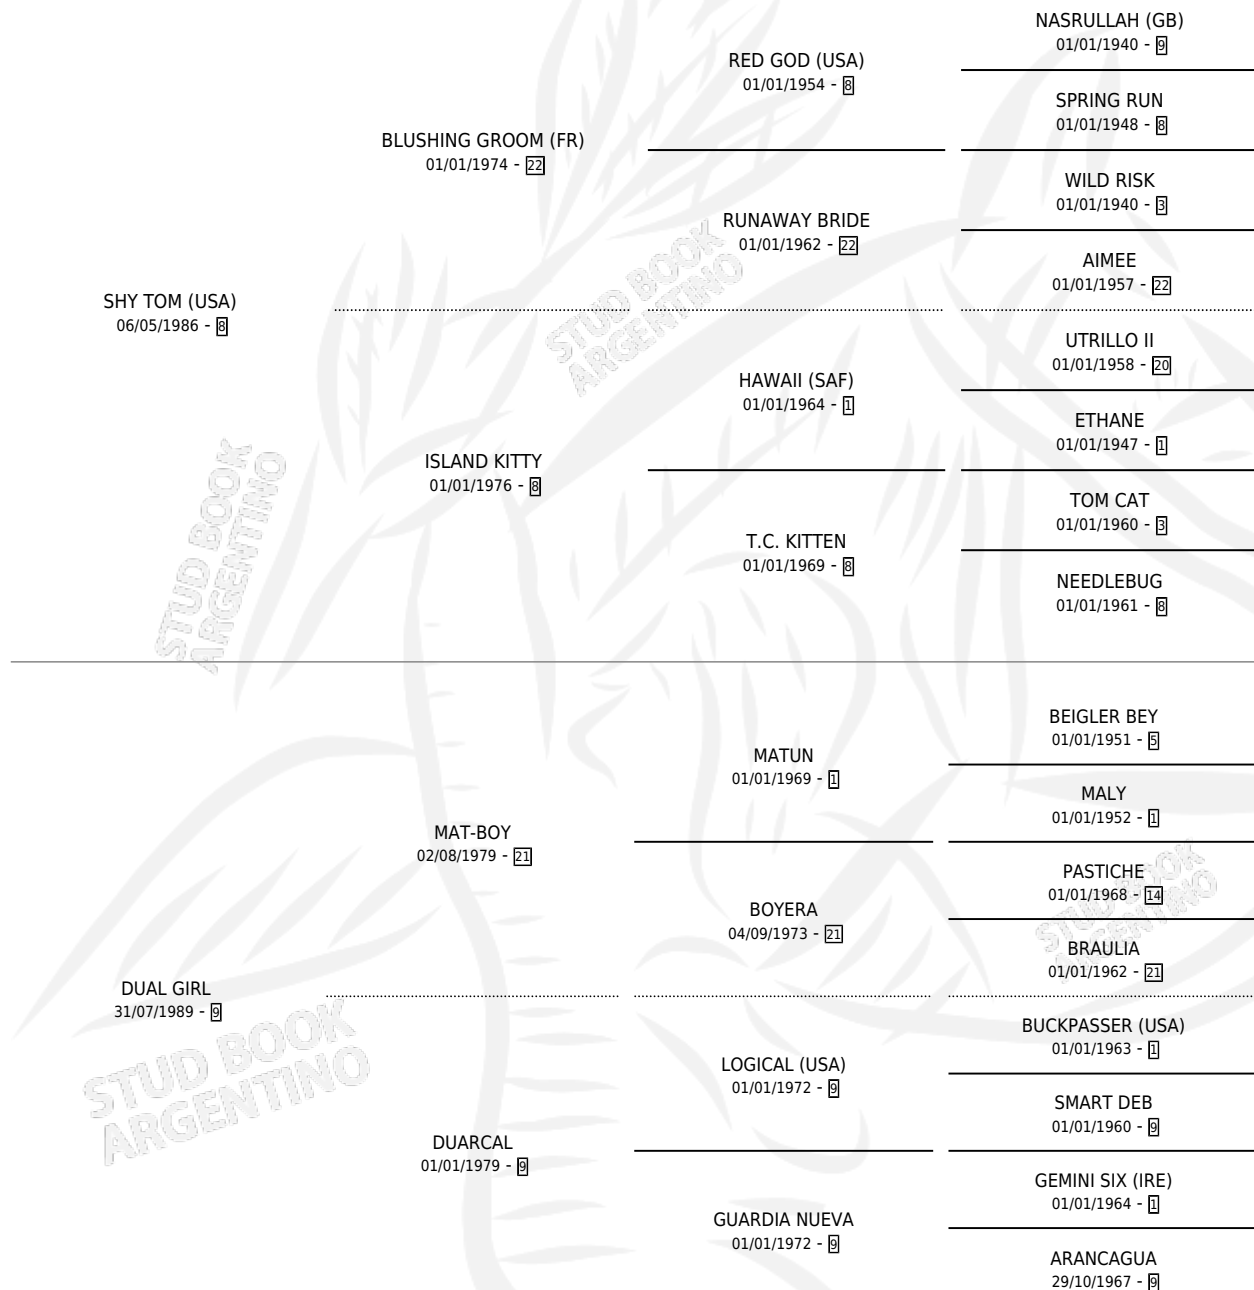 NASRULLAH (GB)
01/01/1940 - 9
RED GOD (USA)
01/01/1954 - 8
SPRING RUN
01/01/1948 - 8
BLUSHING GROOM (FR)
01/01/1974 - 22
WILD RISK
01/01/1940 - 3
RUNAWAY BRIDE
01/01/1962 - 22
AIMEE
01/01/1957 - 22
SHY TOM (USA)
06/05/1986 - 8
UTRILLO II
01/01/1958 - 20
HAWAII (SAF)
01/01/1964 - 1
ETHANE
01/01/1947 - 1
ISLAND KITTY
01/01/1976 - 8
TOM CAT
01/01/1960 - 3
T.C. KITTEN
01/01/1969 - 8
NEEDLEBUG
01/01/1961 - 8
BEIGLER BEY
01/01/1951 - 5
MATUN
01/01/1969 - 1
MALY
01/01/1952 - 1
MAT-BOY
02/08/1979 - 21
PASTICHE
01/01/1968 - 14
BOYERA
04/09/1973 - 21
BRAULIA
01/01/1962 - 21
DUAL GIRL
31/07/1989 - 9
BUCKPASSER (USA)
01/01/1963 - 1
LOGICAL (USA)
01/01/1972 - 9
SMART DEB
01/01/1960 - 9
DUARCAL
01/01/1979 - 9
GEMINI SIX (IRE)
01/01/1964 - 1
GUARDIA NUEVA
01/01/1972 - 9
ARANCAGUA
29/10/1967 - 9
STUD BOOK
ARGENTINO
STUD BOOK
ARGENTINO
STUD BOOK
ARGENTINO
STUD BOOK
ARGENTINO